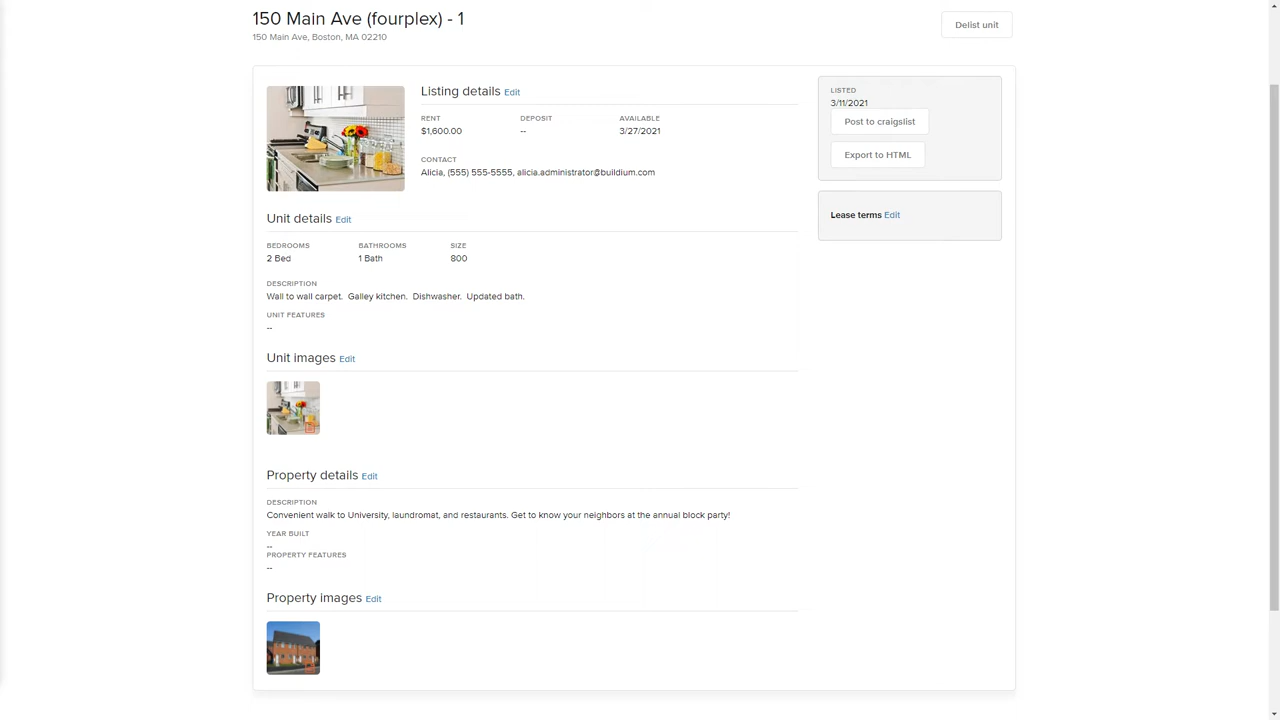 150 Main Ave (fourplex) - 1
150 Main Ave, Boston, MA 02210
Delist unit
Listing details Edit
RENT DEPOSIT AVAILABLE
$1,600.00 -- 3/27/2021
CONTACT
Alicia, (555) 555-5555, alicia.administrator@buildium.com
LISTED
3/11/2021
Post to craigslist
Export to HTML
Lease terms Edit
Unit details Edit
BEDROOMS BATHROOMS SIZE
2 Bed 1 Bath 800
DESCRIPTION
Wall to wall carpet. Galley kitchen. Dishwasher. Updated bath.
UNIT FEATURES
--
Unit images Edit
Property details Edit
DESCRIPTION
Convenient walk to University, laundromat, and restaurants. Get to know your neighbors at the annual block party!
YEAR BUILT
--
PROPERTY FEATURES
--
Property images Edit